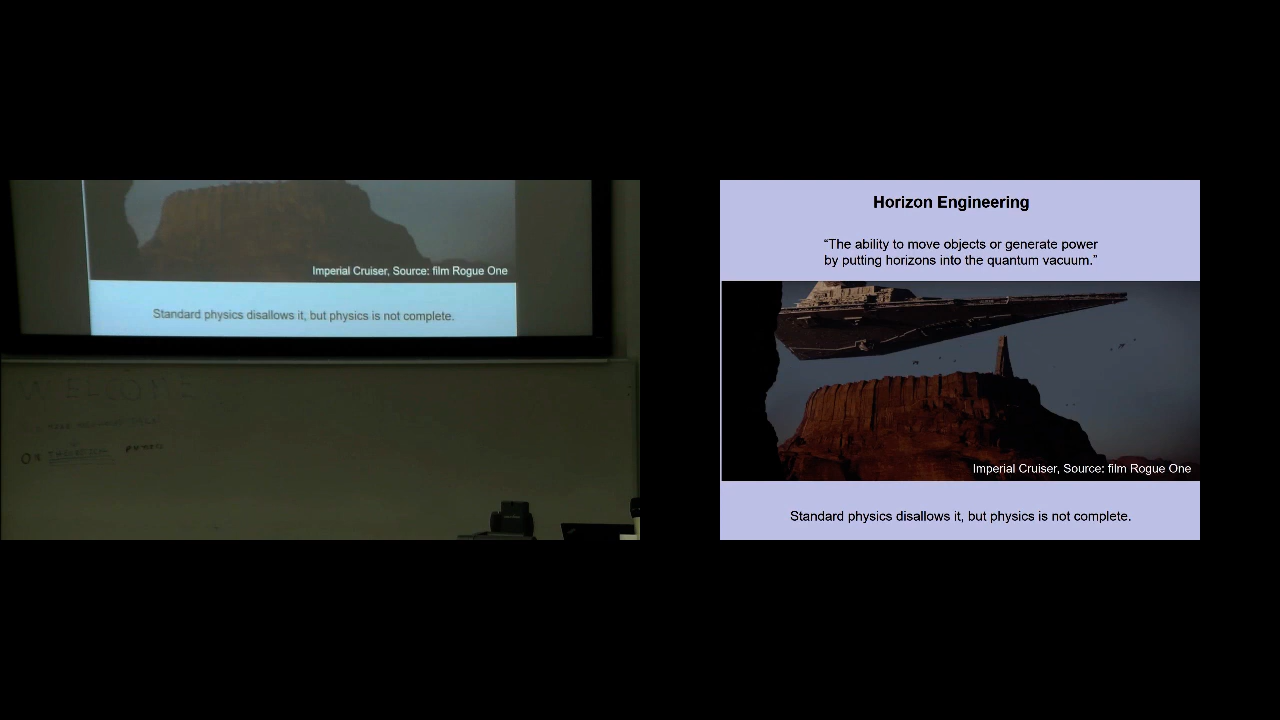 Imperial Cruiser, Source: film Rogue One
Standard physics disallows it, but physics is not complete.
WELCOME
ON
Horizon Engineering
“The ability to move objects or generate power
by putting horizons into the quantum vacuum.”
Imperial Cruiser, Source: film Rogue One
Standard physics disallows it, but physics is not complete.